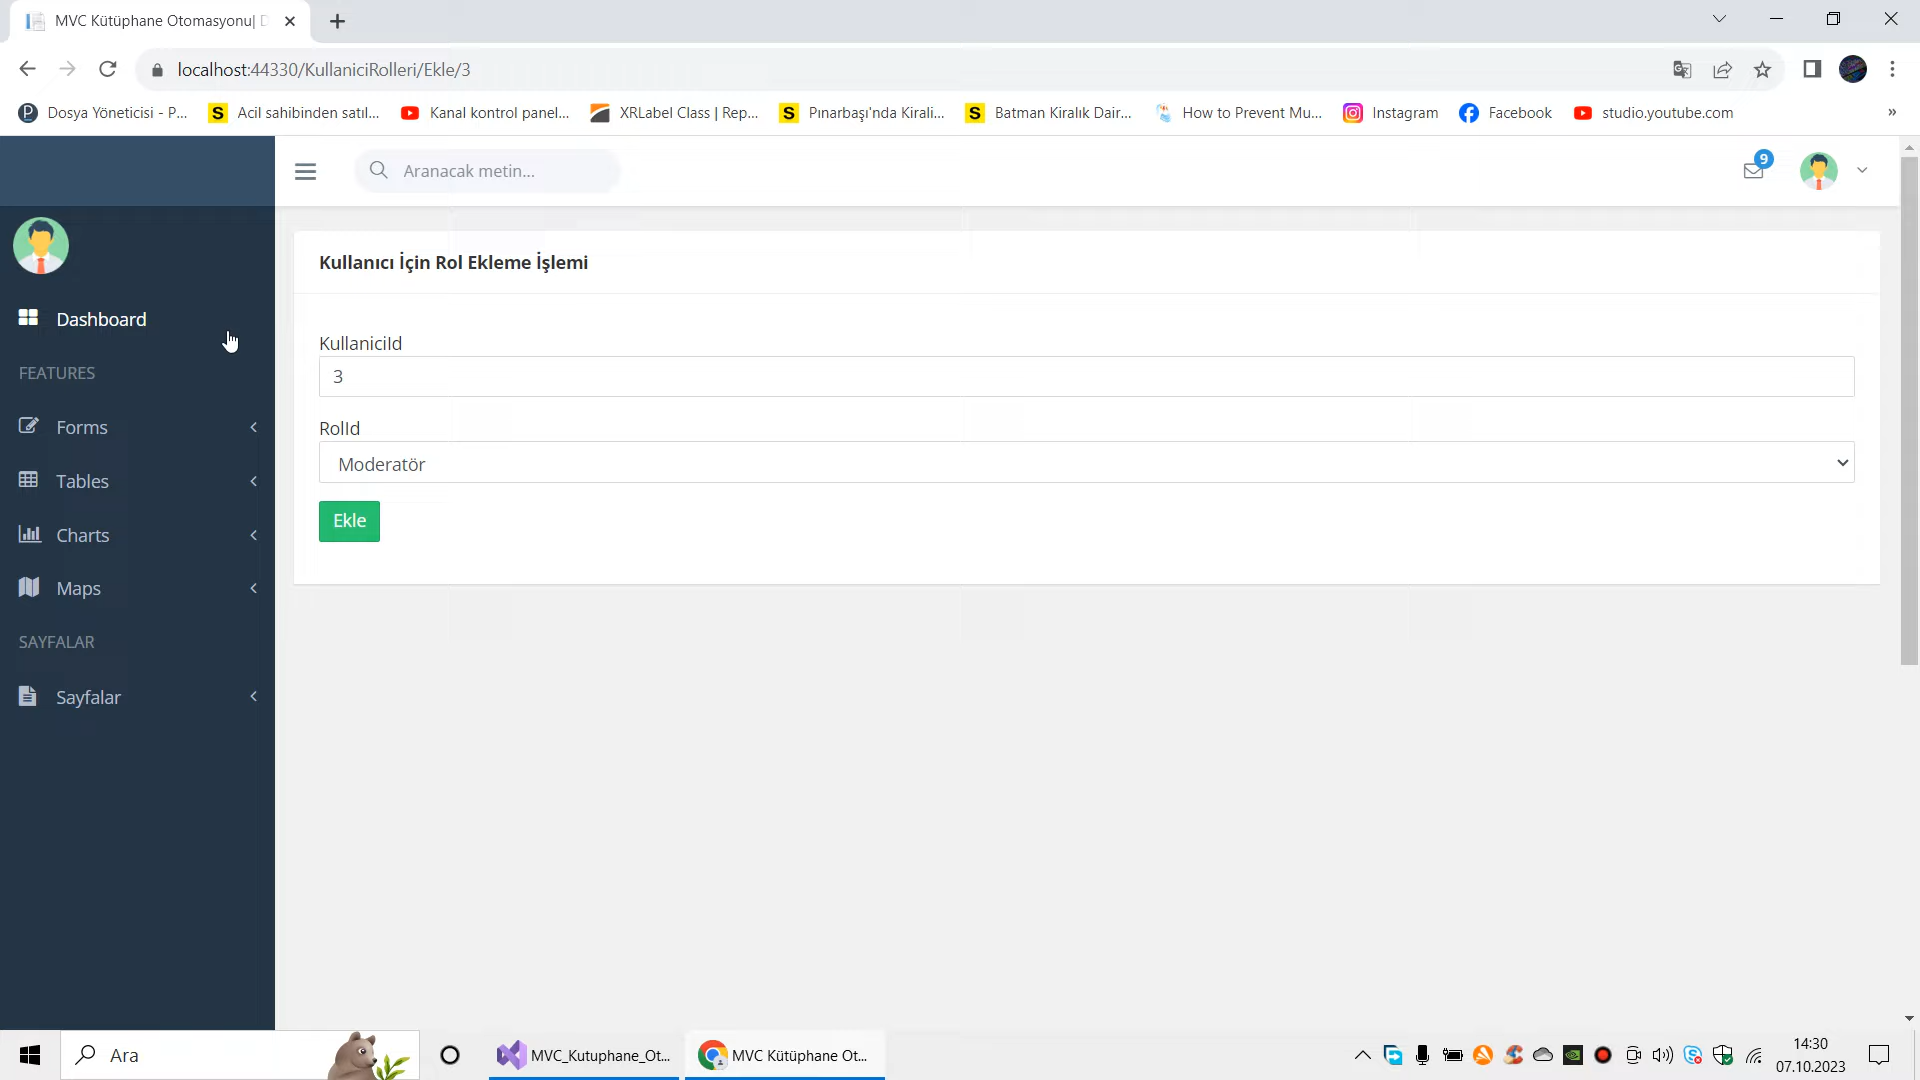 MVC Kütüphane Otomasyonu| D
localhost:44330/KullaniciRolleri/Ekle/3
Dosya Yöneticisi - P...
Acil sahibinden satıl...
Kanal kontrol panel...
XRLabel Class | Rep...
Pınarbaşı'nda Kirali...
Batman Kiralık Dair...
How to Prevent Mu...
Instagram
Facebook
studio.youtube.com
»
Aranacak metin...
9
Kullanıcı İçin Rol Ekleme İşlemi
Dashboard
KullaniciId
FEATURES
3
Forms
RolId
Moderatör
Tables
Ekle
Charts
Maps
SAYFALAR
Sayfalar
Ara
MVC_Kutuphane_Ot...
MVC Kütüphane Ot...
14:30
07.10.2023